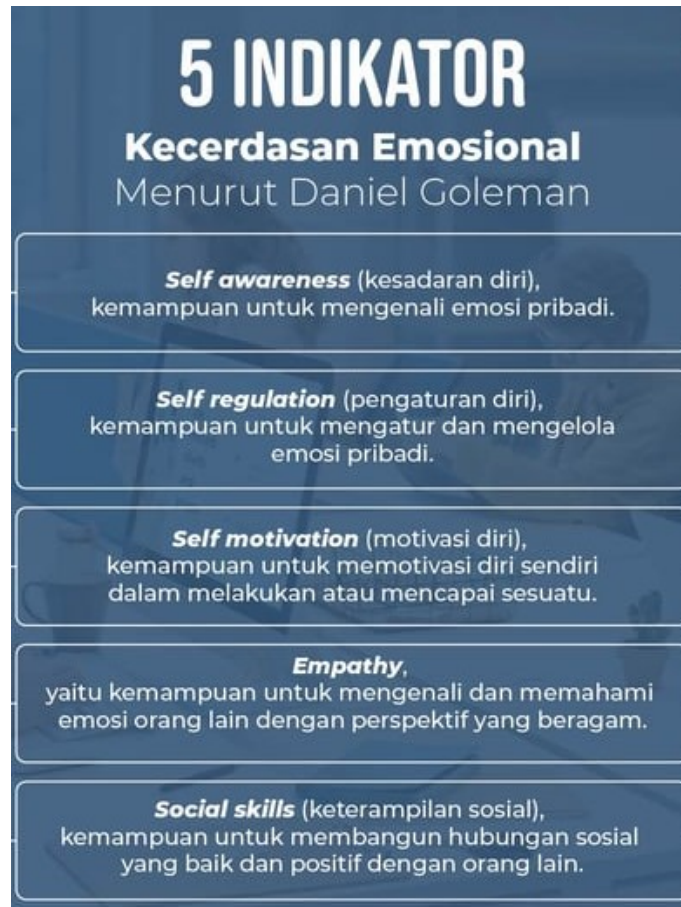 5 INDIKATOR
Kecerdasan Emosional
Menurut Daniel Goleman
Self awareness (kesadaran diri),
kemampuan untuk mengenali emosi pribadi.
Self regulation (pengaturan diri),
kemampuan untuk mengatur dan mengelola
emosi pribadi.
Self motivation (motivasi diri),
kemampuan untuk memotivasi diri sendiri
dalam melakukan atau mencapai sesuatu.
Empathy,
yaitu kemampuan untuk mengenali dan memahami
emosi orang lain dengan perspektif yang beragam.
Social skills (keterampilan sosial),
kemampuan untuk membangun hubungan sosial
yang baik dan positif dengan orang lain.